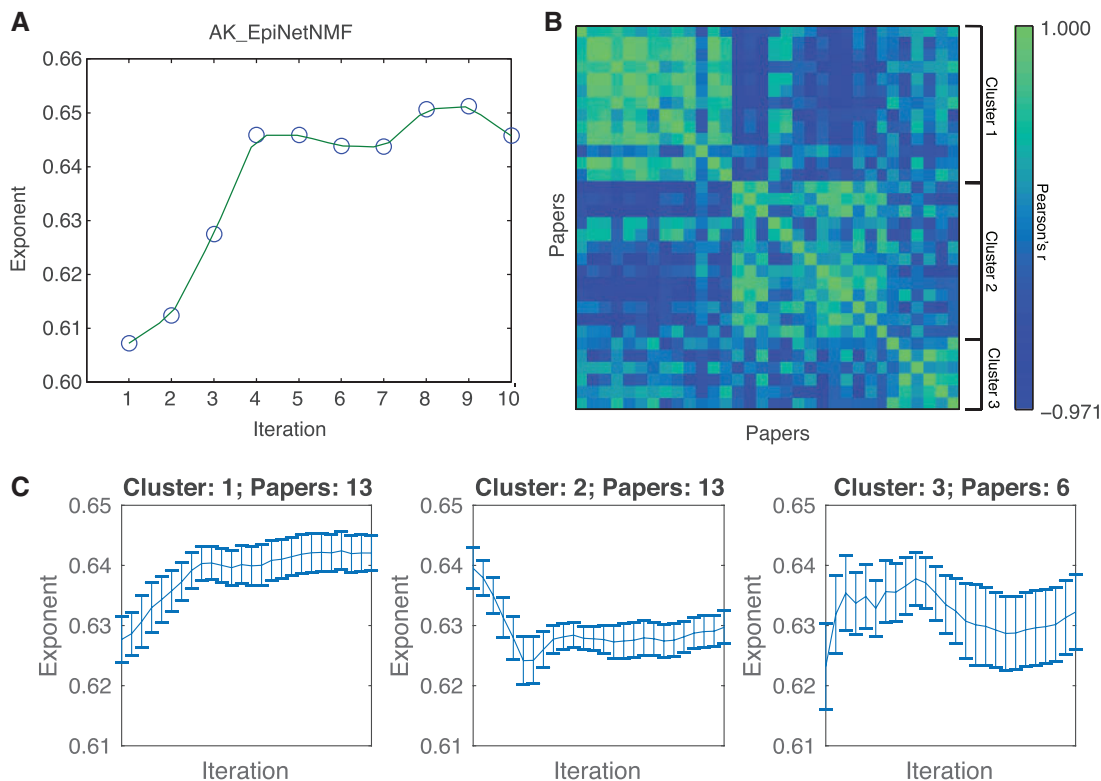 A
AK_EpiNetNMF
0.66
0.65
0.64
0.63
0.62
0.61
0.60
Exponent
1 2 3 4 5 6 7 8 9 10
Iteration
B
Papers
Papers
Cluster 1
Cluster 2
Cluster 3
1.000
Pearson's r
−0.971
C
Cluster: 1; Papers: 13
0.65
0.64
0.63
0.62
0.61
Exponent
Iteration
Cluster: 2; Papers: 13
0.65
0.64
0.63
0.62
0.61
Exponent
Iteration
Cluster: 3; Papers: 6
0.65
0.64
0.63
0.62
0.61
Exponent
Iteration